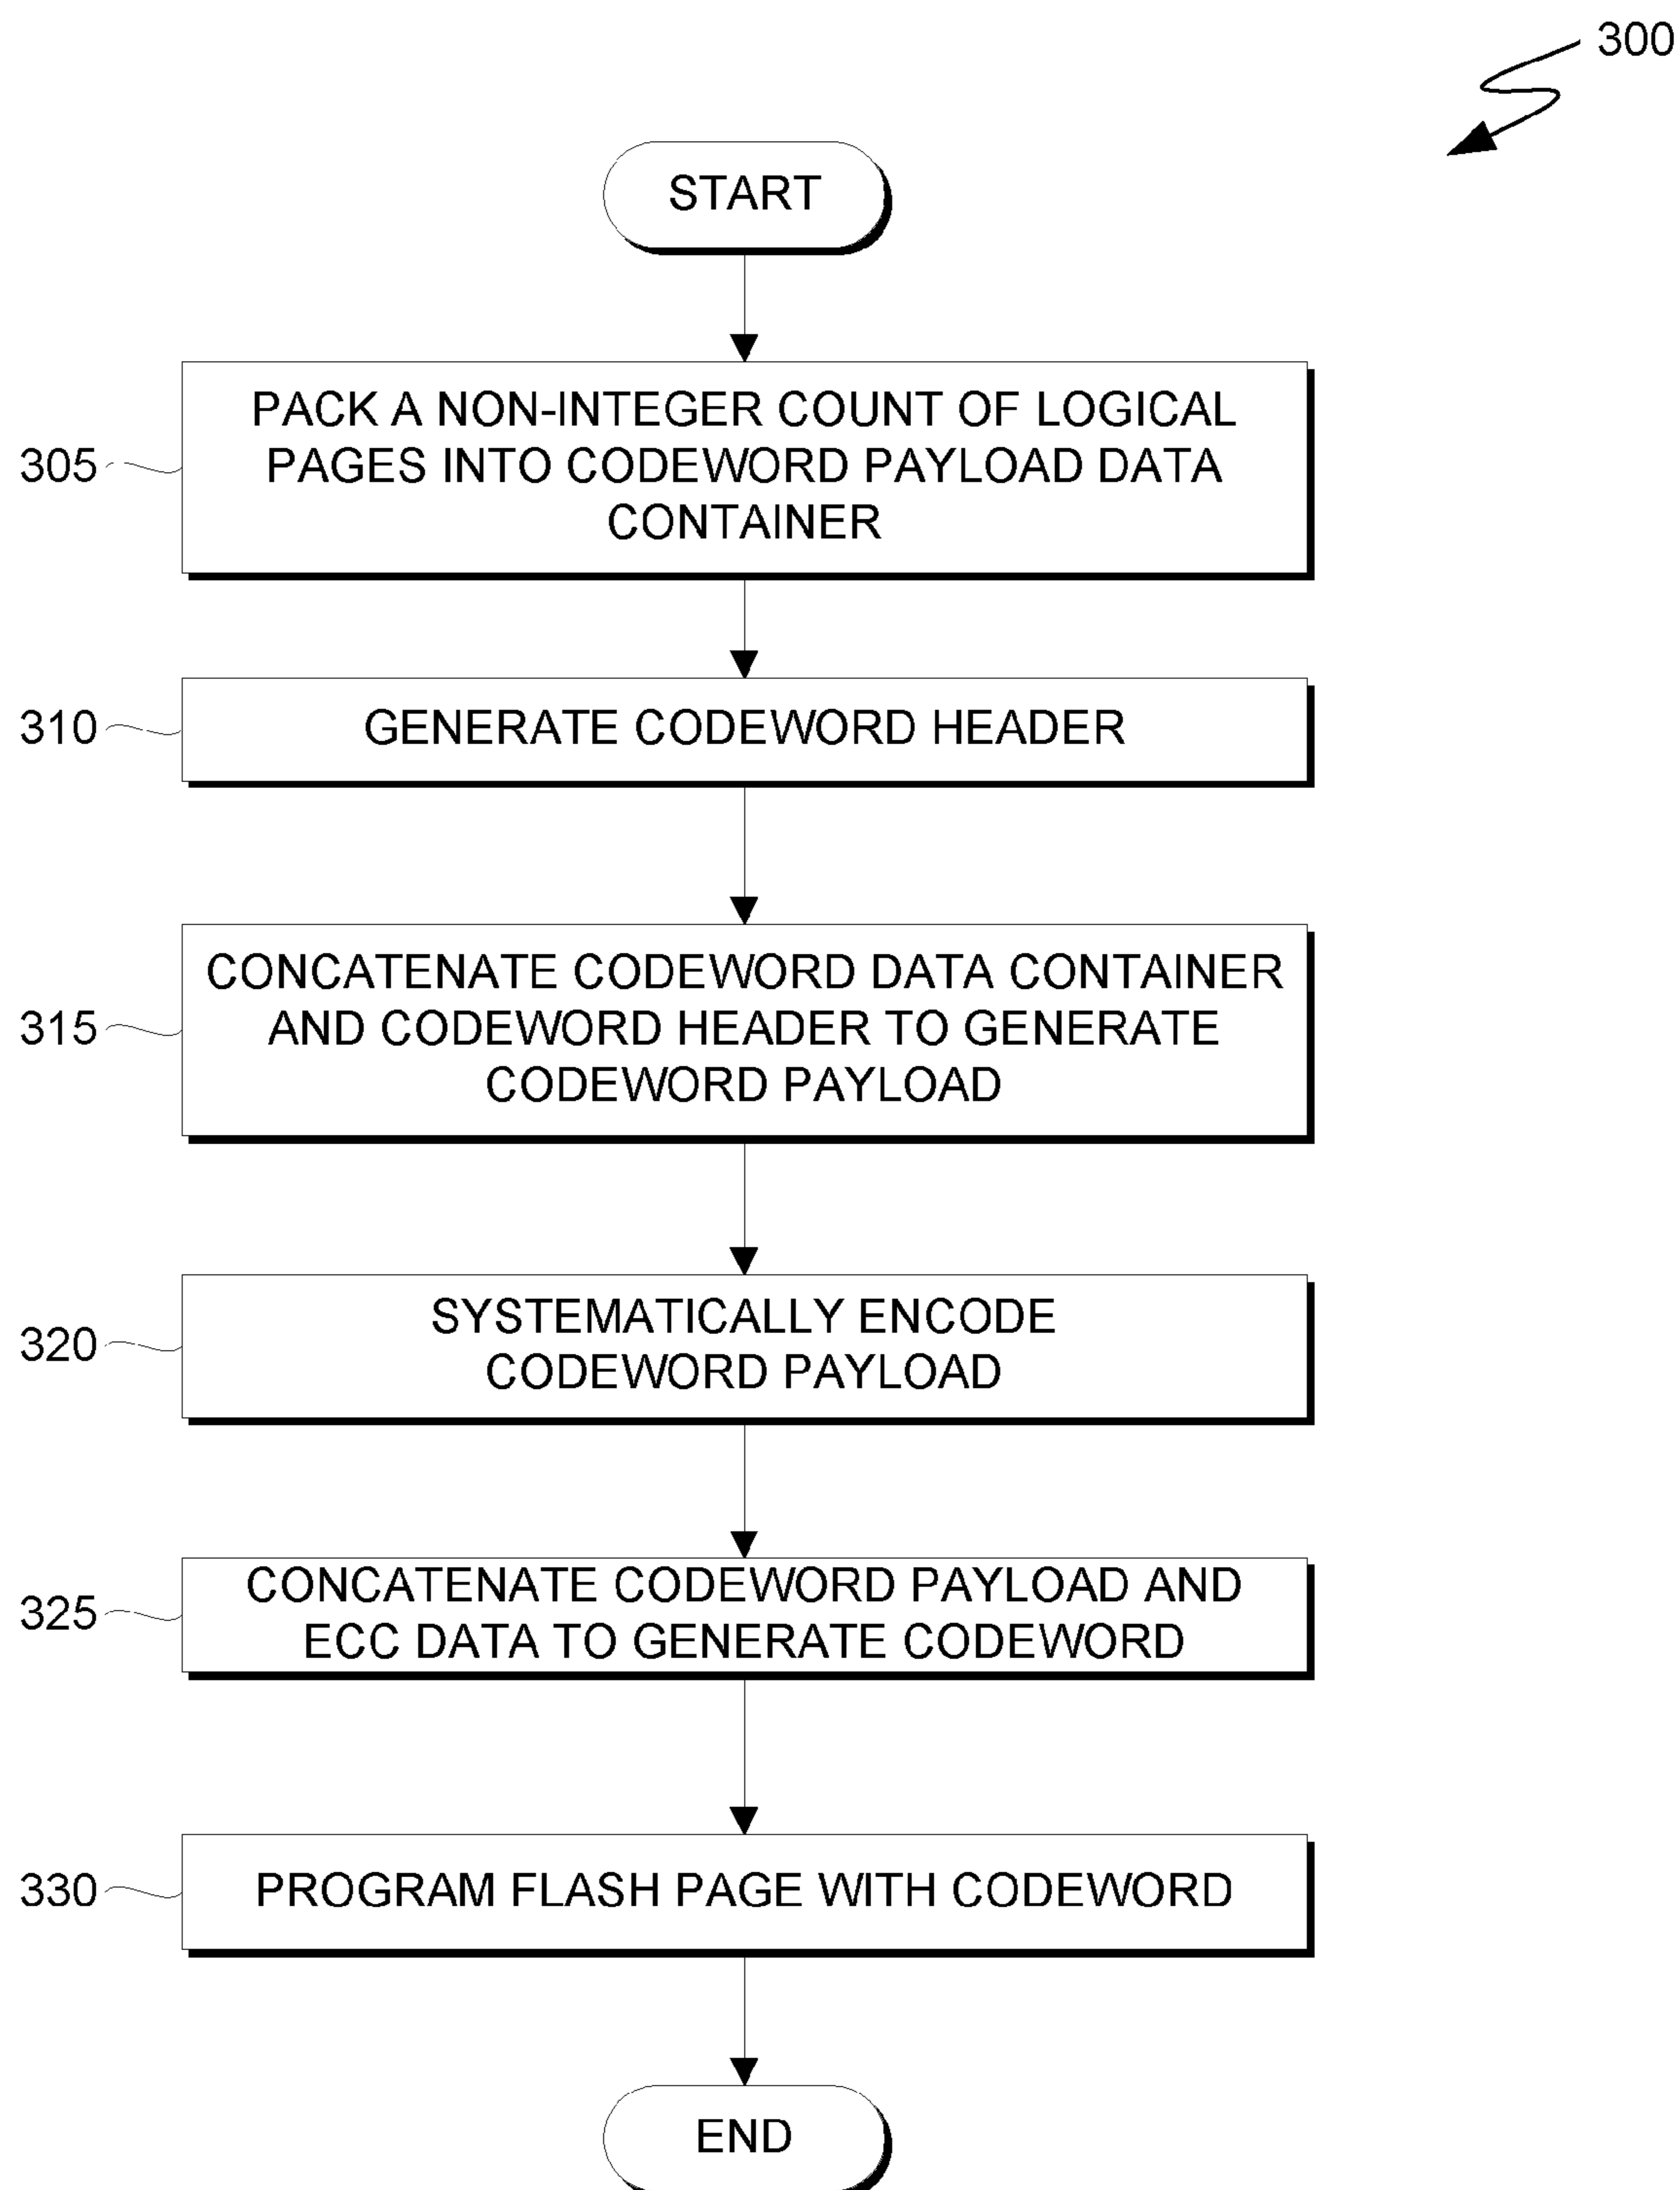 300
START
305
PACK A NON-INTEGER COUNT OF LOGICAL
PAGES INTO CODEWORD PAYLOAD DATA
CONTAINER
310
GENERATE CODEWORD HEADER
315
CONCATENATE CODEWORD DATA CONTAINER
AND CODEWORD HEADER TO GENERATE
CODEWORD PAYLOAD
320
SYSTEMATICALLY ENCODE
CODEWORD PAYLOAD
325
CONCATENATE CODEWORD PAYLOAD AND
ECC DATA TO GENERATE CODEWORD
330
PROGRAM FLASH PAGE WITH CODEWORD
END